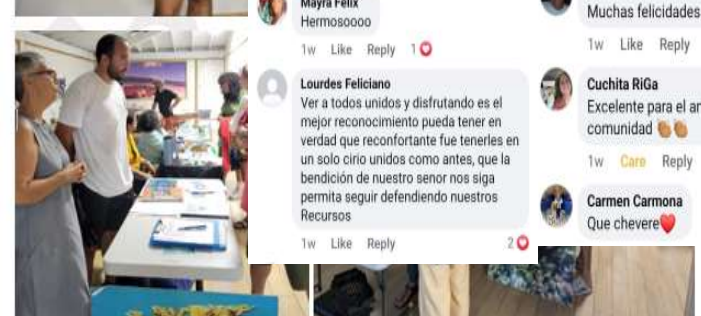 Mayra Felix
Hermosoooo
1w Like Reply 1
Lourdes Feliciano
Ver a todos unidos y disfrutando es el
mejor reconocimiento pueda tener en
verdad que reconfortante fue tenerles en
un solo cirio unidos como antes, que la
bendición de nuestro senor nos siga
permita seguir defendiendo nuestros
Recursos
1w Like Reply 2
Muchas felicidades
1w Like Reply
Cuchita RiGa
Excelente para el
comunidad
1w Care Reply
Carmen Carmona
Que chevere